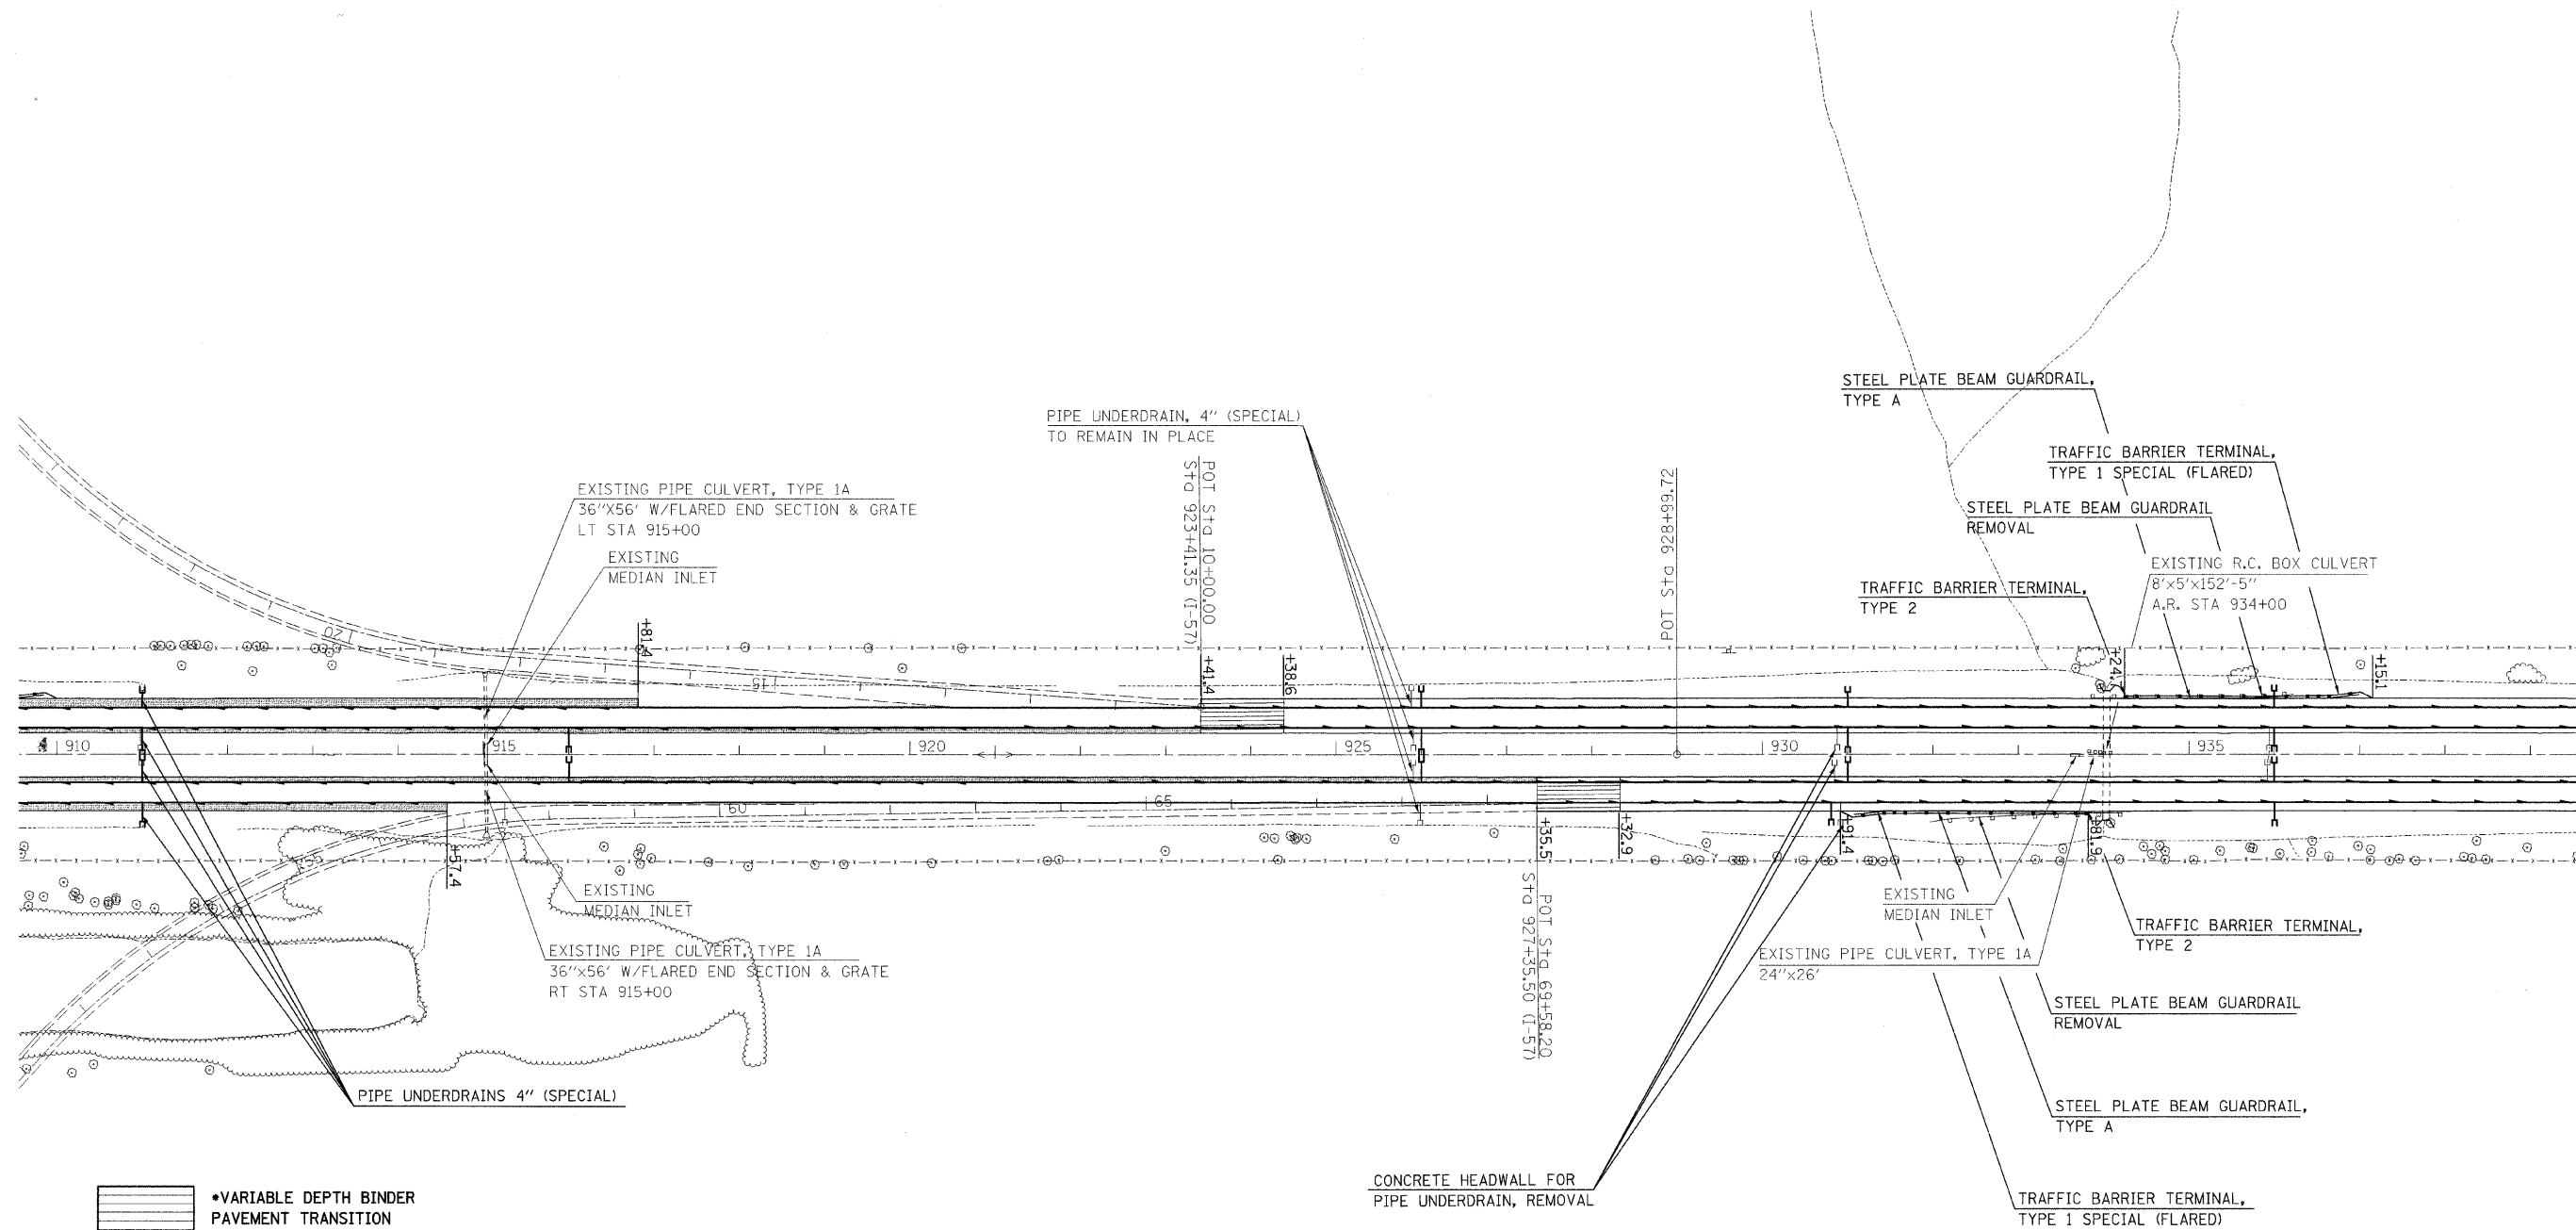 STEEL PLATE BEAM GUARDRAIL,
TYPE A
PIPE UNDERDRAIN, 4" (SPECIAL)
TO REMAIN IN PLACE
TRAFFIC BARRIER TERMINAL,
TYPE 1 SPECIAL (FLARED)
EXISTING PIPE CULVERT, TYPE 1A
36"X56' W/FLARED END SECTION & GRATE
LT STA 915+00
STEEL PLATE BEAM GUARDRAIL
REMOVAL
EXISTING
MEDIAN INLET
POT Sta 10+00.00
Sta 923+41.35 (I-57)
POT Sta 928+99.72
EXISTING R.C. BOX CULVERT
8'x5'x152'-5"
A.R. STA 934+00
TRAFFIC BARRIER TERMINAL,
TYPE 2
120
+81.4
15
+41.4
+38.6
+24.7
+15.1
910
915
920
925
930
935
60
65
+57.4
+35.5
+32.9
+91.4
+81.9
EXISTING
MEDIAN INLET
EXISTING PIPE CULVERT, TYPE 1A
36"x56' W/FLARED END SECTION & GRATE
RT STA 915+00
POT Sta 69+58.20
Sta 927+35.50 (I-57)
EXISTING
MEDIAN INLET
TRAFFIC BARRIER TERMINAL,
TYPE 2
EXISTING PIPE CULVERT, TYPE 1A
24"x26'
STEEL PLATE BEAM GUARDRAIL
REMOVAL
PIPE UNDERDRAINS 4" (SPECIAL)
STEEL PLATE BEAM GUARDRAIL,
TYPE A
CONCRETE HEADWALL FOR
PIPE UNDERDRAIN, REMOVAL
TRAFFIC BARRIER TERMINAL,
TYPE 1 SPECIAL (FLARED)
*VARIABLE DEPTH BINDER
PAVEMENT TRANSITION